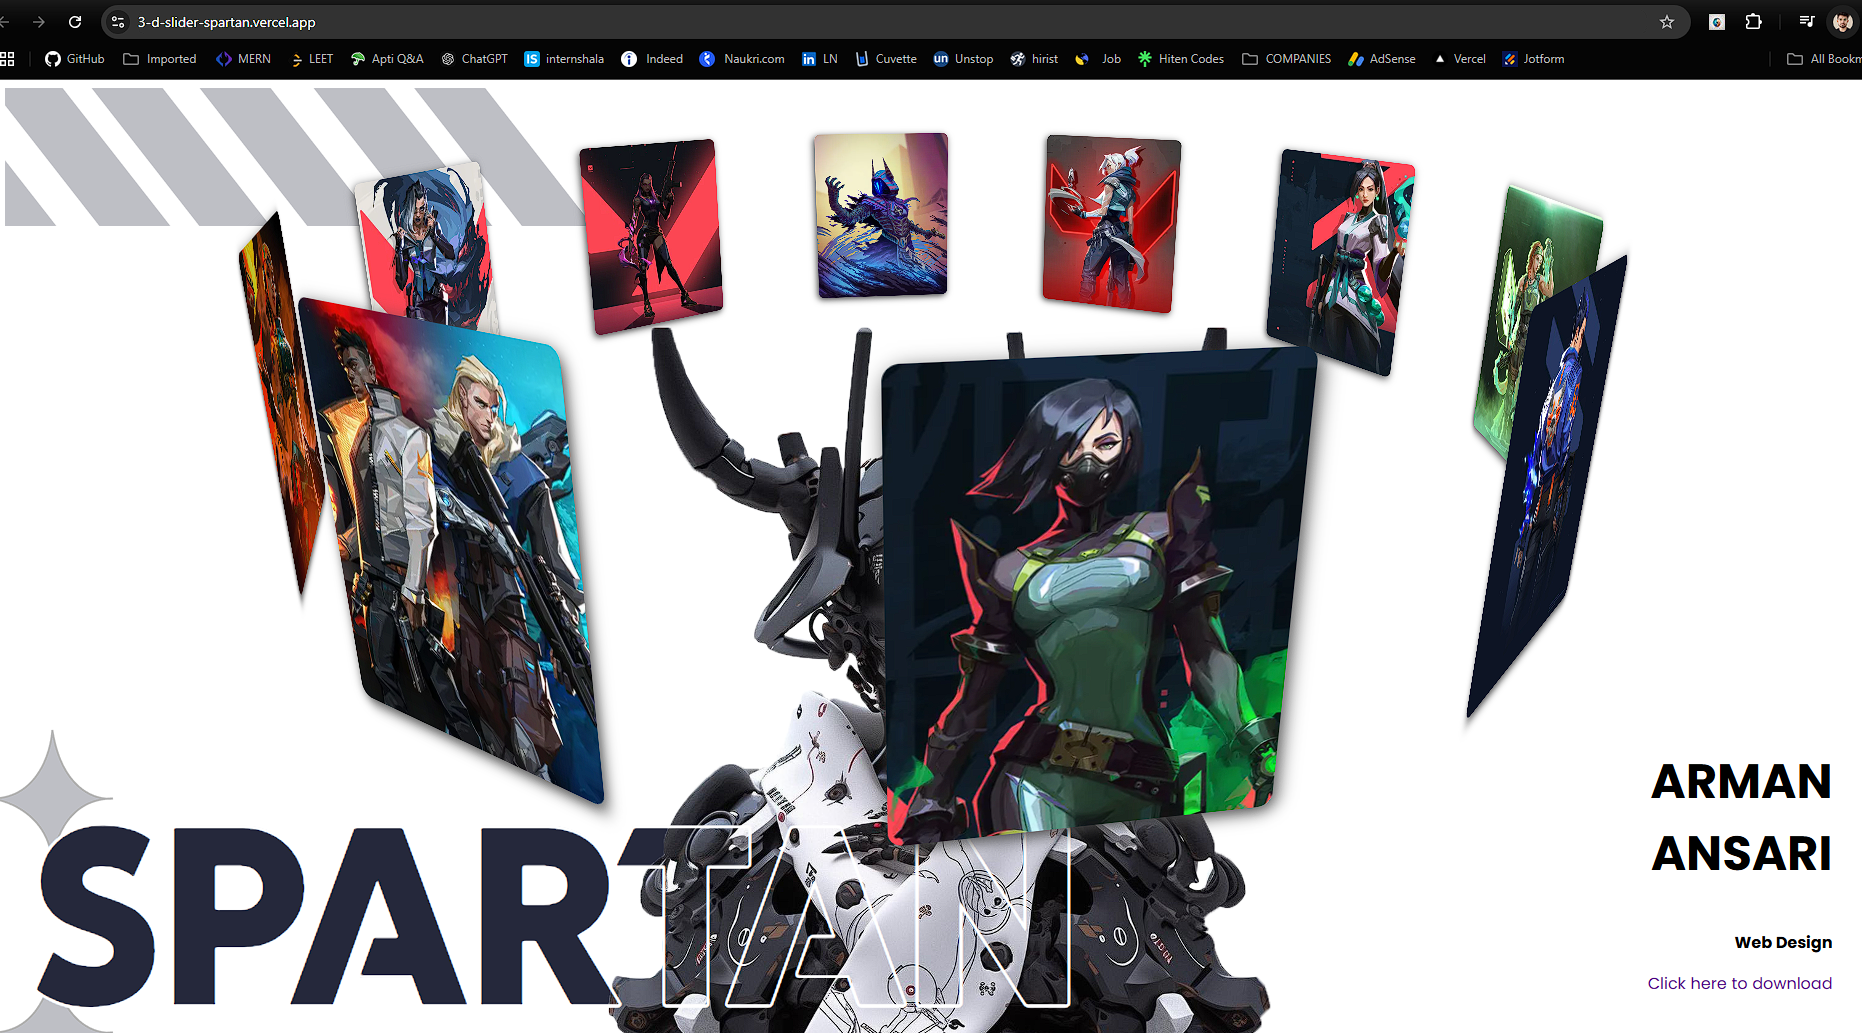 3-d-slider-spartan.vercel.app
GitHub Imported MERN LEET Apti Q&A ChatGPT internshala Indeed Naukri.com LN Cuvette Unstop hirist Job Hiten Codes COMPANIES AdSense Vercel Jotform All Bookm
SPARTAN
ARMAN
ANSARI
Web Design
Click here to download